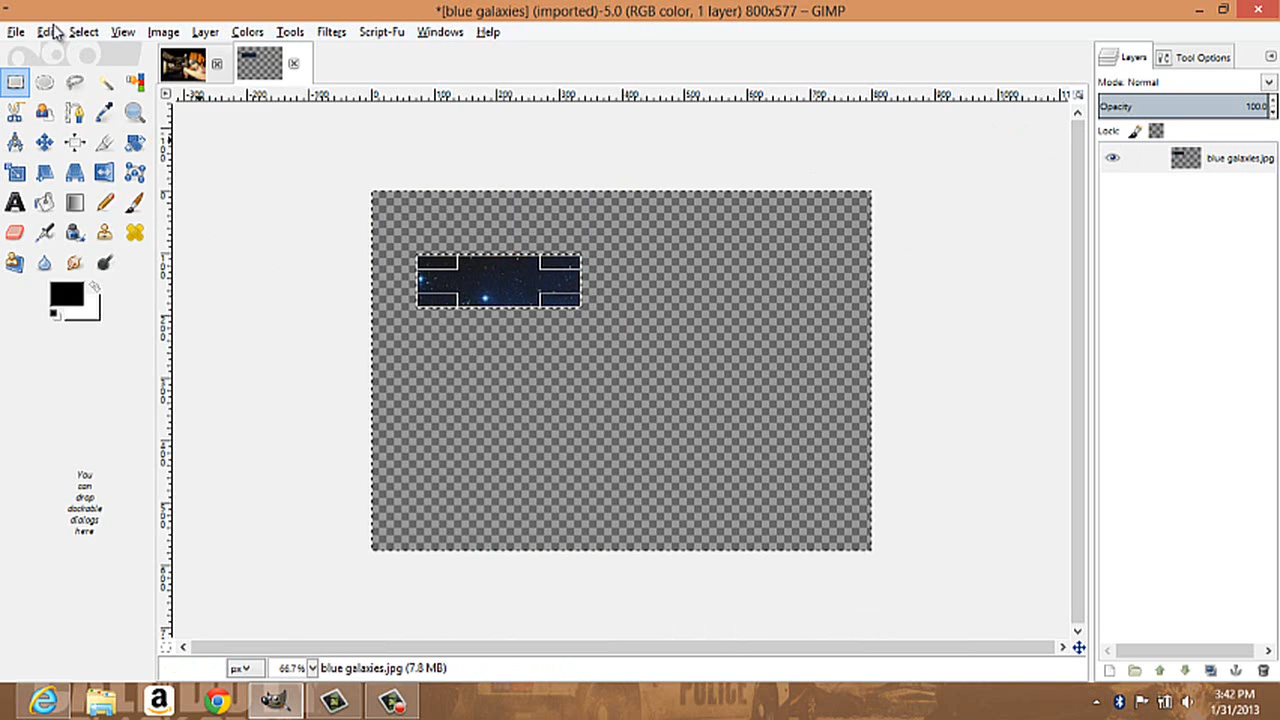 *[blue galaxies] (imported)-5.0 (RGB color, 1 layer) 800x577 – GIMP
File Edit Select View Image Layer Colors Tools Filters Script-Fu Windows Help
Layers Tool Options
Mode: Normal
Opacity 100.0
Lock:
blue galaxies.jpg
You
can
drop
dockable
dialogs
here
px 66.7% blue galaxies.jpg (7.8 MB)
POLICE
3:42 PM
1/31/2013